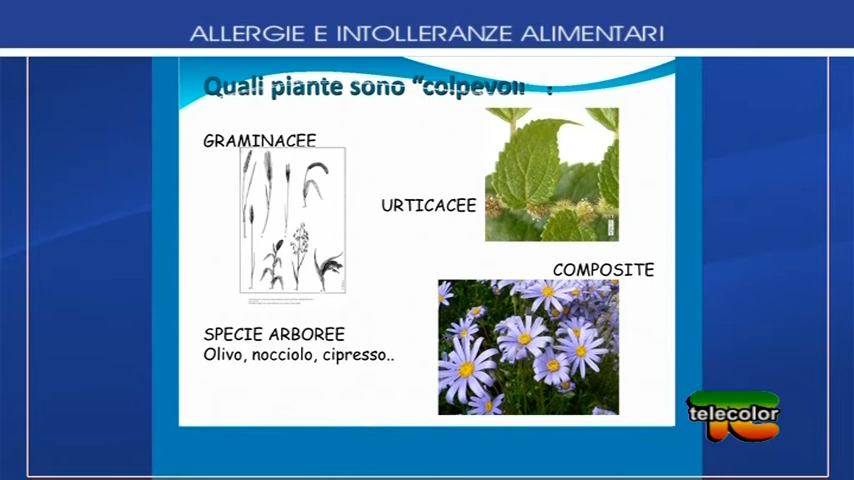 ALLERGIE E INTOLLERANZE ALIMENTARI
Quali piante sono "colpevoli
GRAMINACEE
URTICACEE
COMPOSITE
SPECIE ARBOREE
Olivo, nocciolo, cipresso..
telecolor